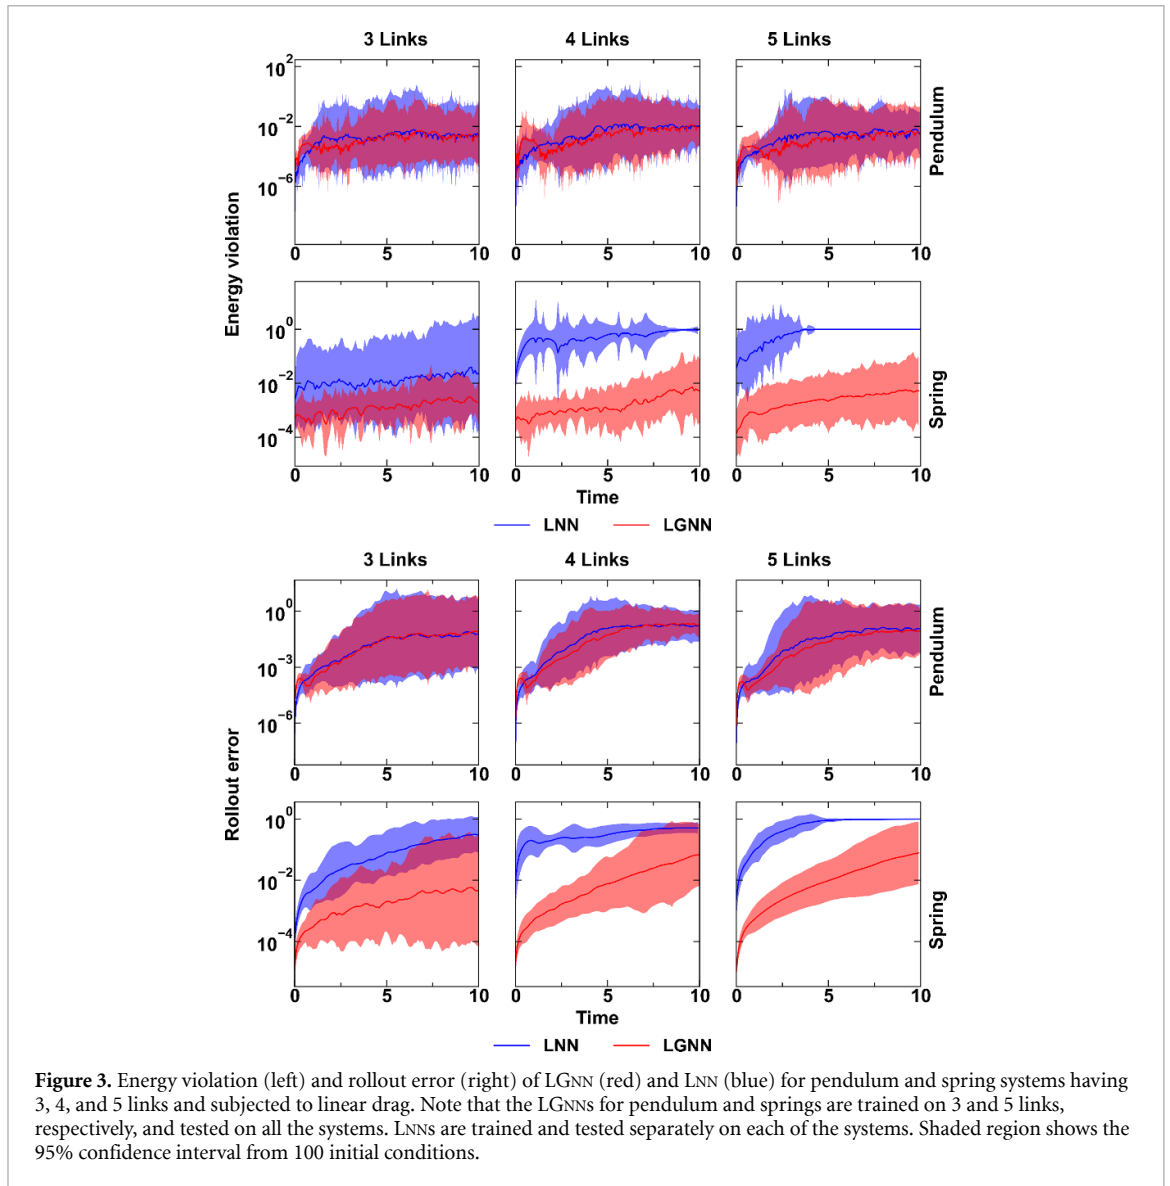 3 Links 4 Links 5 Links
10² 10⁻² 10⁻⁶
0 5 10 0 5 10 0 5 10
Pendulum
Energy violation
10⁰ 10⁻² 10⁻⁴
0 5 10 0 5 10 0 5 10
Spring
Time
LNN LGNN
3 Links 4 Links 5 Links
10⁰ 10⁻³ 10⁻⁶
0 5 10 0 5 10 0 5 10
Pendulum
Rollout error
10⁰ 10⁻² 10⁻⁴
0 5 10 0 5 10 0 5 10
Spring
Time
LNN LGNN
Figure 3. Energy violation (left) and rollout error (right) of LGNN (red) and LNN (blue) for pendulum and spring systems having
3, 4, and 5 links and subjected to linear drag. Note that the LGNNs for pendulum and springs are trained on 3 and 5 links,
respectively, and tested on all the systems. LNNs are trained and tested separately on each of the systems. Shaded region shows the
95% confidence interval from 100 initial conditions.